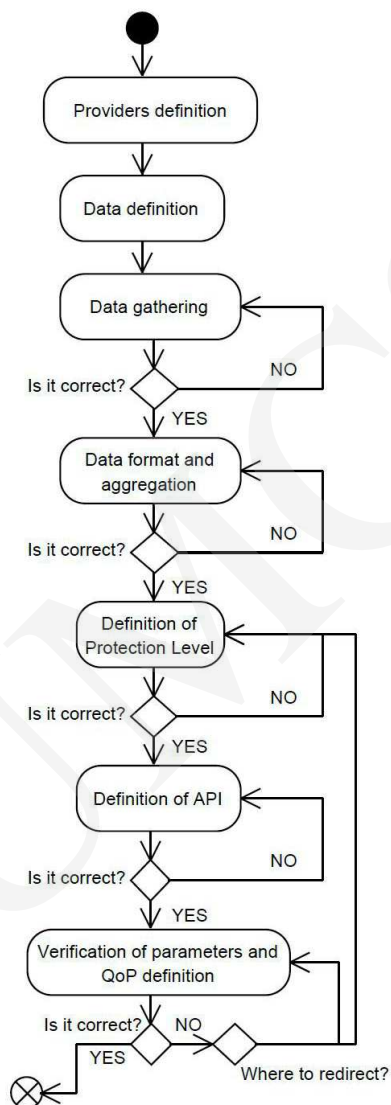 Providers definition
Data definition
Data gathering
NO
Is it correct?
YES
Data format and
aggregation
NO
Is it correct?
YES
Definition of
Protection Level
NO
Is it correct?
YES
Definition of API
NO
Is it correct?
YES
Verification of parameters and
QoP definition
Is it correct?
NO
YES
Where to redirect?
UMCS